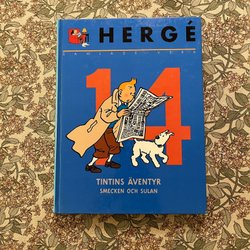 HERGÉ
SAMLADE VERK
14
TINTINS ÄVENTYR
SMECKEN OCH SULAN